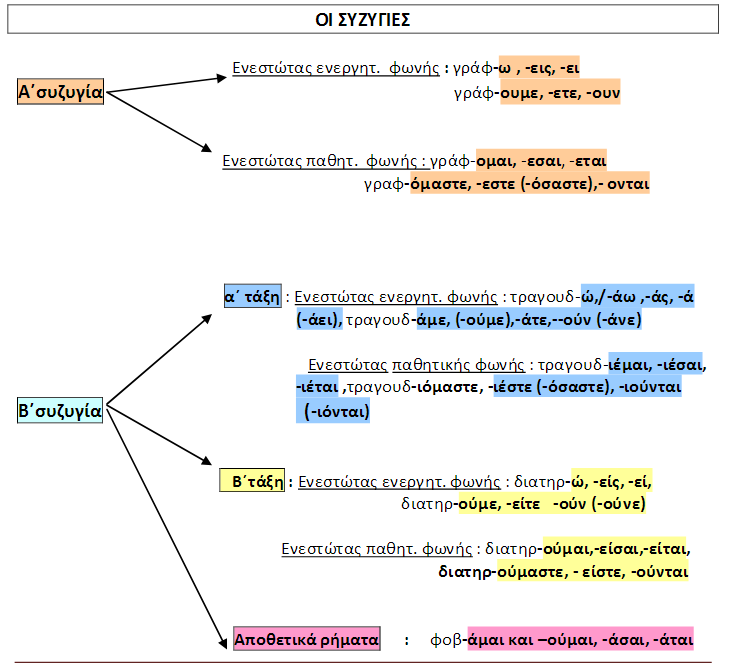 ΟΙ ΣΥΖΥΓΙΕΣ
Α΄συζυγία
Ενεστώτας ενεργητ. φωνής : γράφ-ω , -εις, -ει
γράφ-ουμε, -ετε, -ουν
Ενεστώτας παθητ. φωνής : γράφ-ομαι, -εσαι, -εται
γραφ-όμαστε, -εστε (-όσαστε),- ονται
Β΄συζυγία
α΄ τάξη : Ενεστώτας ενεργητ. φωνής : τραγουδ-ώ,/-άω ,-άς, -ά
(-άει), τραγουδ-άμε, (-ούμε),-άτε,--ούν (-άνε)
Ενεστώτας παθητικής φωνής : τραγουδ-ιέμαι, -ιέσαι,
-ιέται ,τραγουδ-ιόμαστε, -ιέστε (-όσαστε), -ιούνται
(-ιόνται)
Β΄τάξη : Ενεστώτας ενεργητ. φωνής : διατηρ-ώ, -είς, -εί,
διατηρ-ούμε, -είτε -ούν (-ούνε)
Ενεστώτας παθητ. φωνής : διατηρ-ούμαι,-είσαι,-είται,
διατηρ-ούμαστε, - είστε, -ούνται
Αποθετικά ρήματα : φοβ-άμαι και –ούμαι, -άσαι, -άται